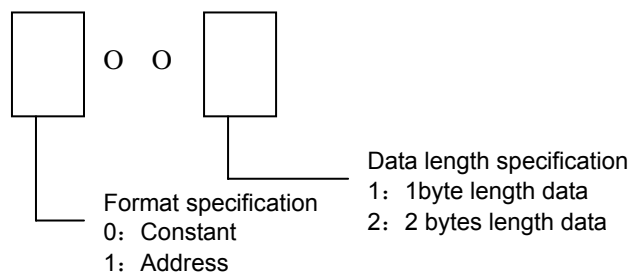 O O
Data length specification
1：1byte length data
Format specification
2：2 bytes length data
0：Constant
1：Address